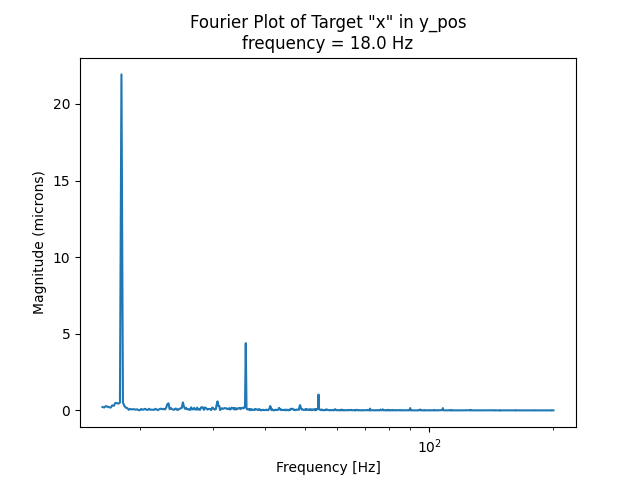 Fourier Plot of Target "x" in y_pos
frequency = 18.0 Hz
20
15
10
5
0
Magnitude (microns)
10²
Frequency [Hz]